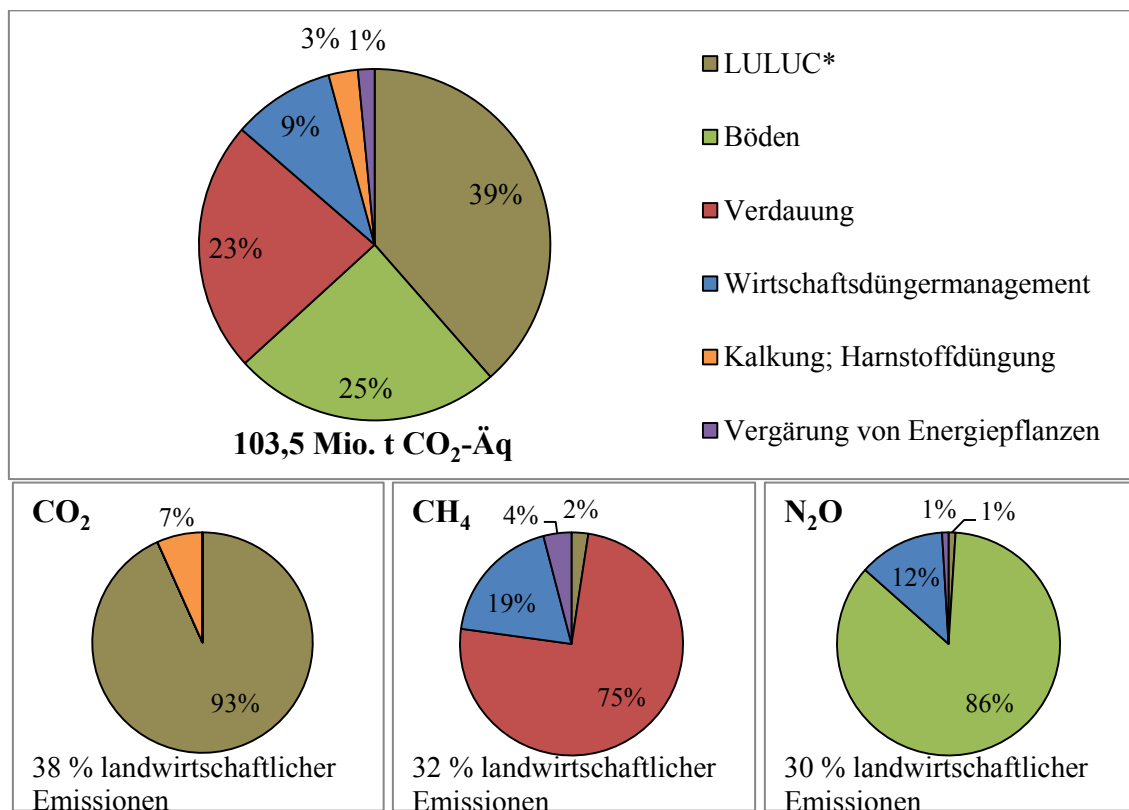 3%
1%
39%
9%
23%
25%
103,5 Mio. t CO₂-Äq
LULUC*
Böden
Verdauung
Wirtschaftsdüngermanagement
Kalkung; Harnstoffdüngung
Vergärung von Energiepflanzen
CO₂
7%
93%
38 % landwirtschaftlicher
Emissionen
CH₄
4%
2%
19%
75%
32 % landwirtschaftlicher
Emissionen
N₂O
1%
1%
12%
86%
30 % landwirtschaftlicher
Emissionen